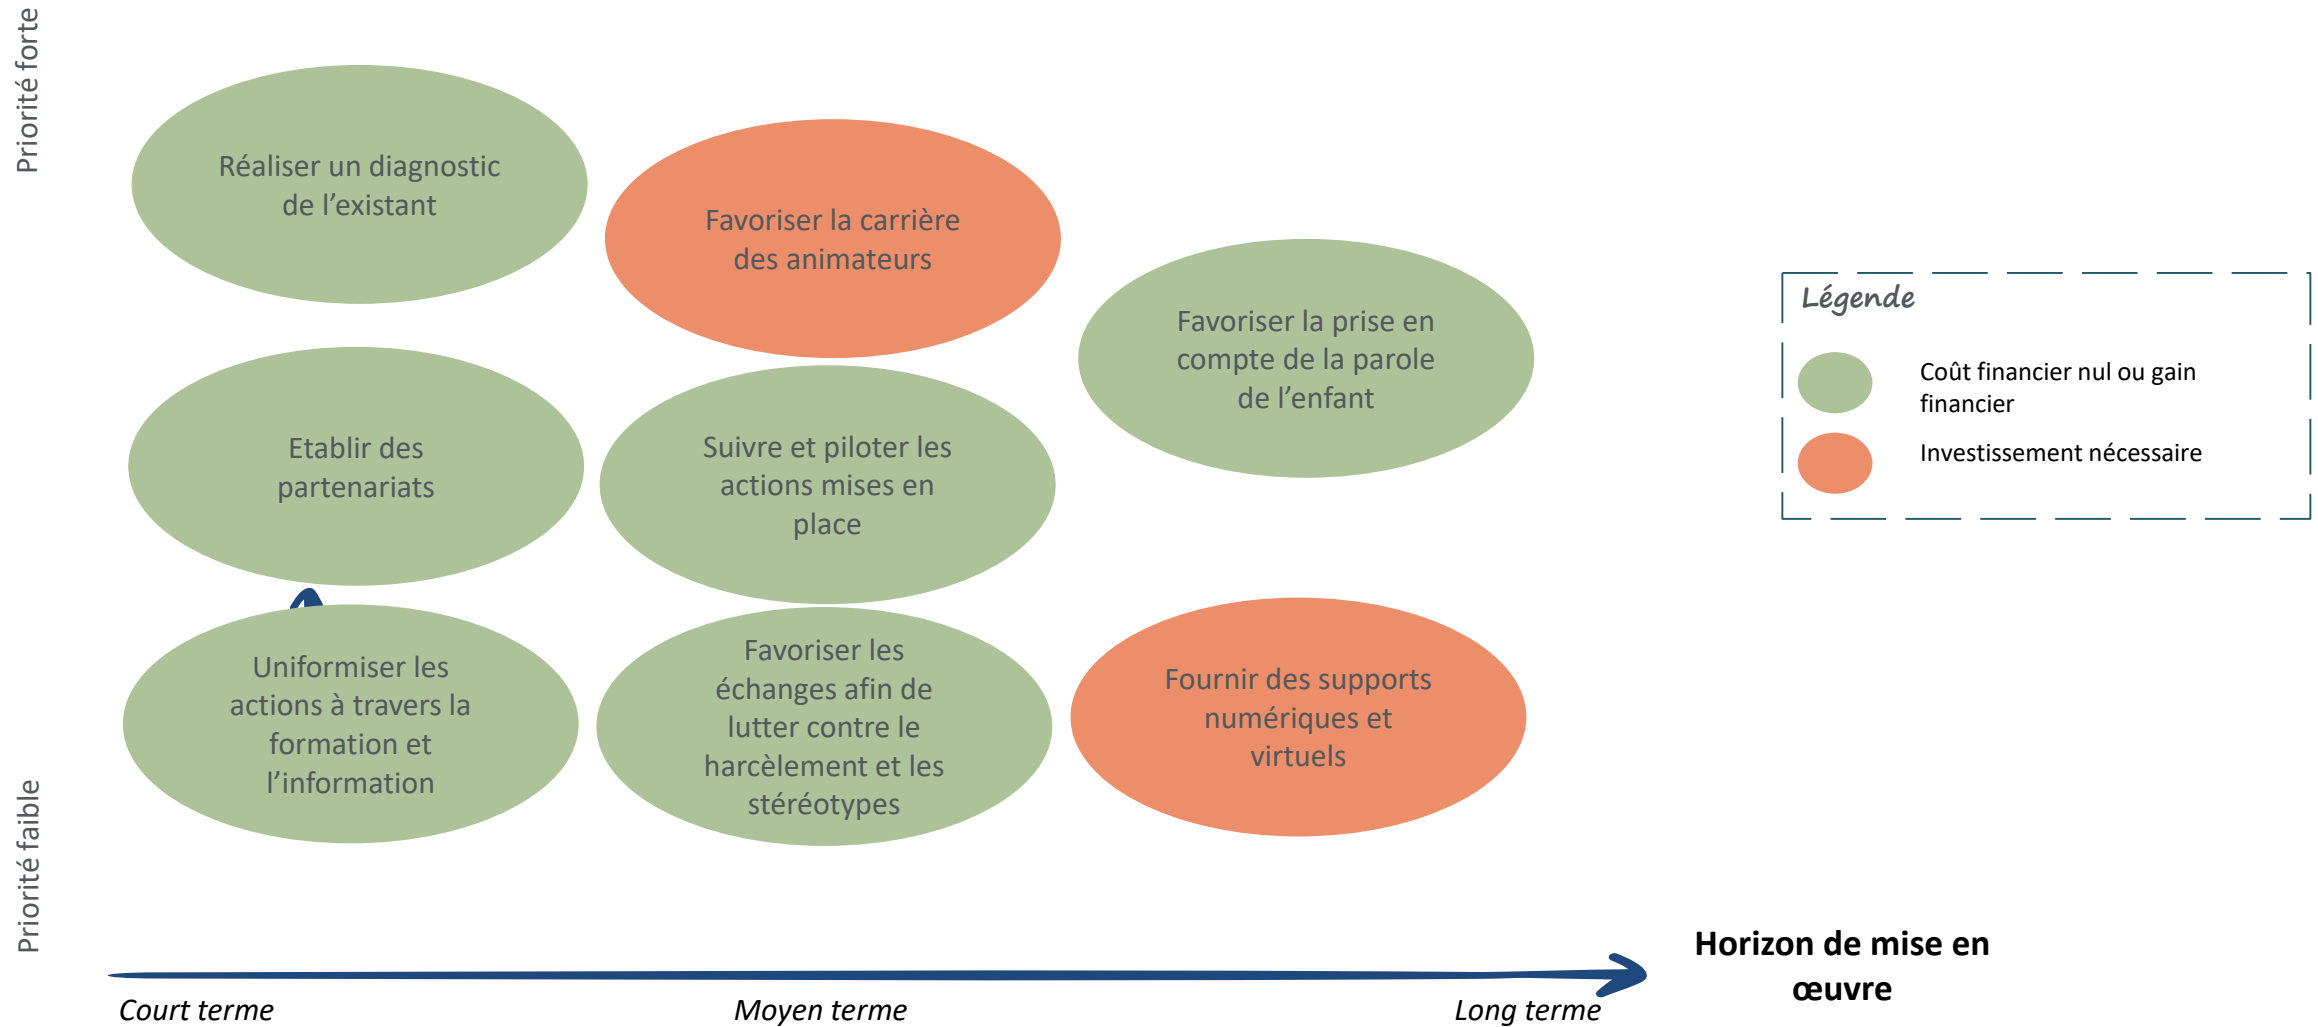 Priorité forte
Réaliser un diagnostic
de l’existant
Favoriser la carrière
des animateurs
Favoriser la prise en
compte de la parole
de l’enfant
Etablir des
partenariats
Suivre et piloter les
actions mises en
place
Uniformiser les
actions à travers la
formation et
l’information
Favoriser les
échanges afin de
lutter contre le
harcèlement et les
stéréotypes
Fournir des supports
numériques et
virtuels
Légende
Coût financier nul ou gain
financier
Investissement nécessaire
Priorité faible
Horizon de mise en
œuvre
Court terme
Moyen terme
Long terme